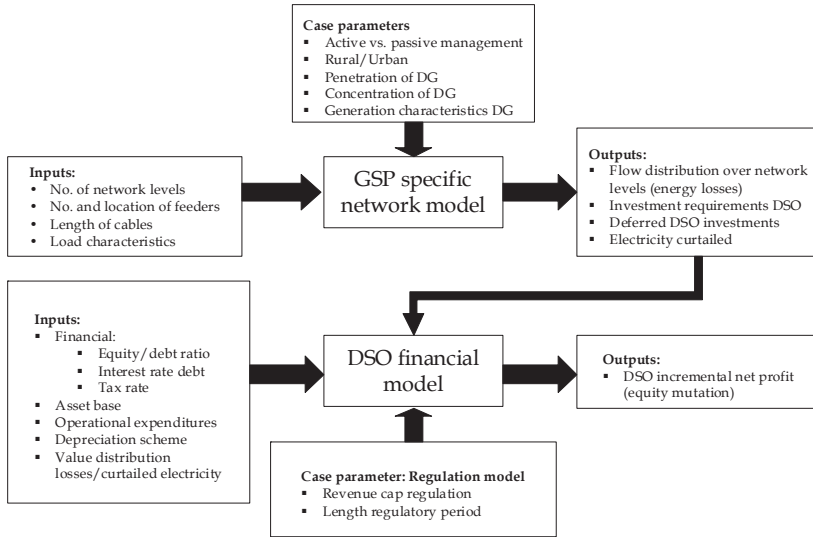 Case parameters
▪ Active vs. passive management
▪ Rural/Urban
▪ Penetration of DG
▪ Concentration of DG
▪ Generation characteristics DG
Inputs:
• No. of network levels
• No. and location of feeders
• Length of cables
• Load characteristics
GSP specific
network model
Outputs:
▪ Flow distribution over network
levels (energy losses)
▪ Investment requirements DSO
▪ Deferred DSO investments
▪ Electricity curtailed
Inputs:
▪ Financial:
▪ Equity/debt ratio
▪ Interest rate debt
▪ Tax rate
▪ Asset base
▪ Operational expenditures
▪ Depreciation scheme
▪ Value distribution
losses/curtailed electricity
DSO financial
model
Outputs:
▪ DSO incremental net profit
(equity mutation)
Case parameter: Regulation model
▪ Revenue cap regulation
▪ Length regulatory period